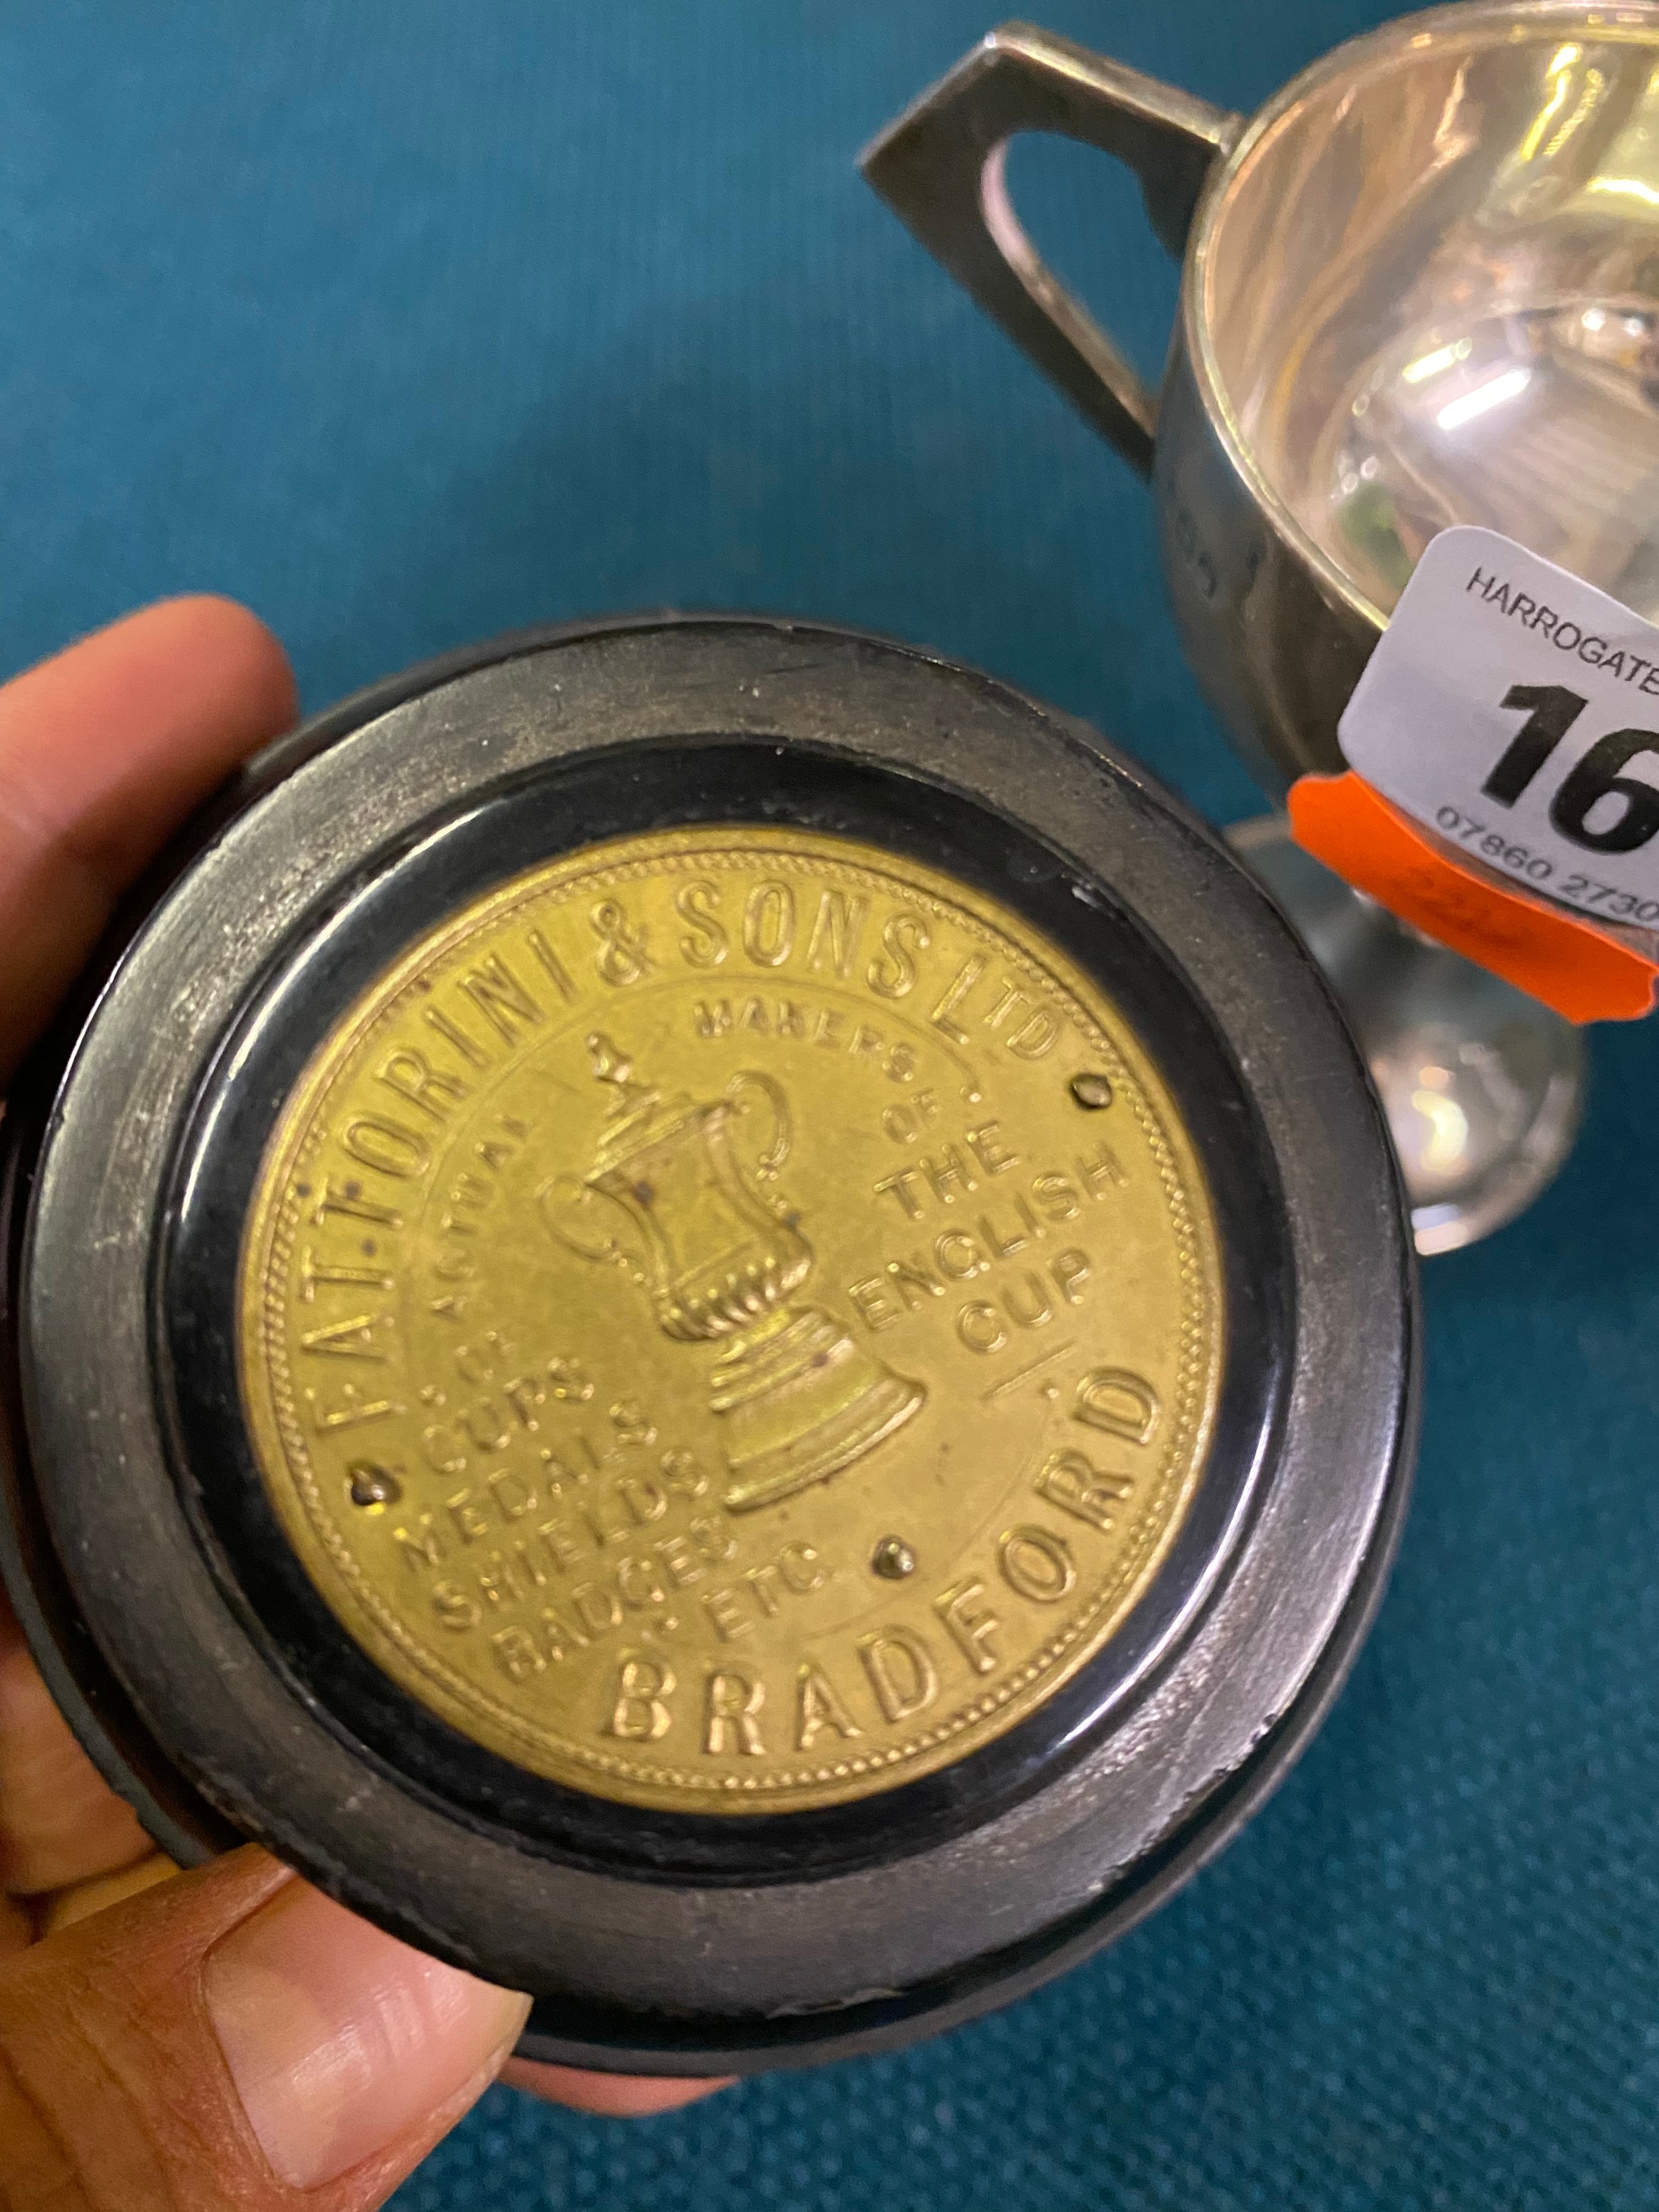 FATTORINI & SONS LTD
ACTUAL MAKERS
OF
THE
ENGLISH
CUP
CUPS
MEDALS
SHIELDS
BADGES
ETC.
BRADFORD
HARROGATE
16
07860 2730